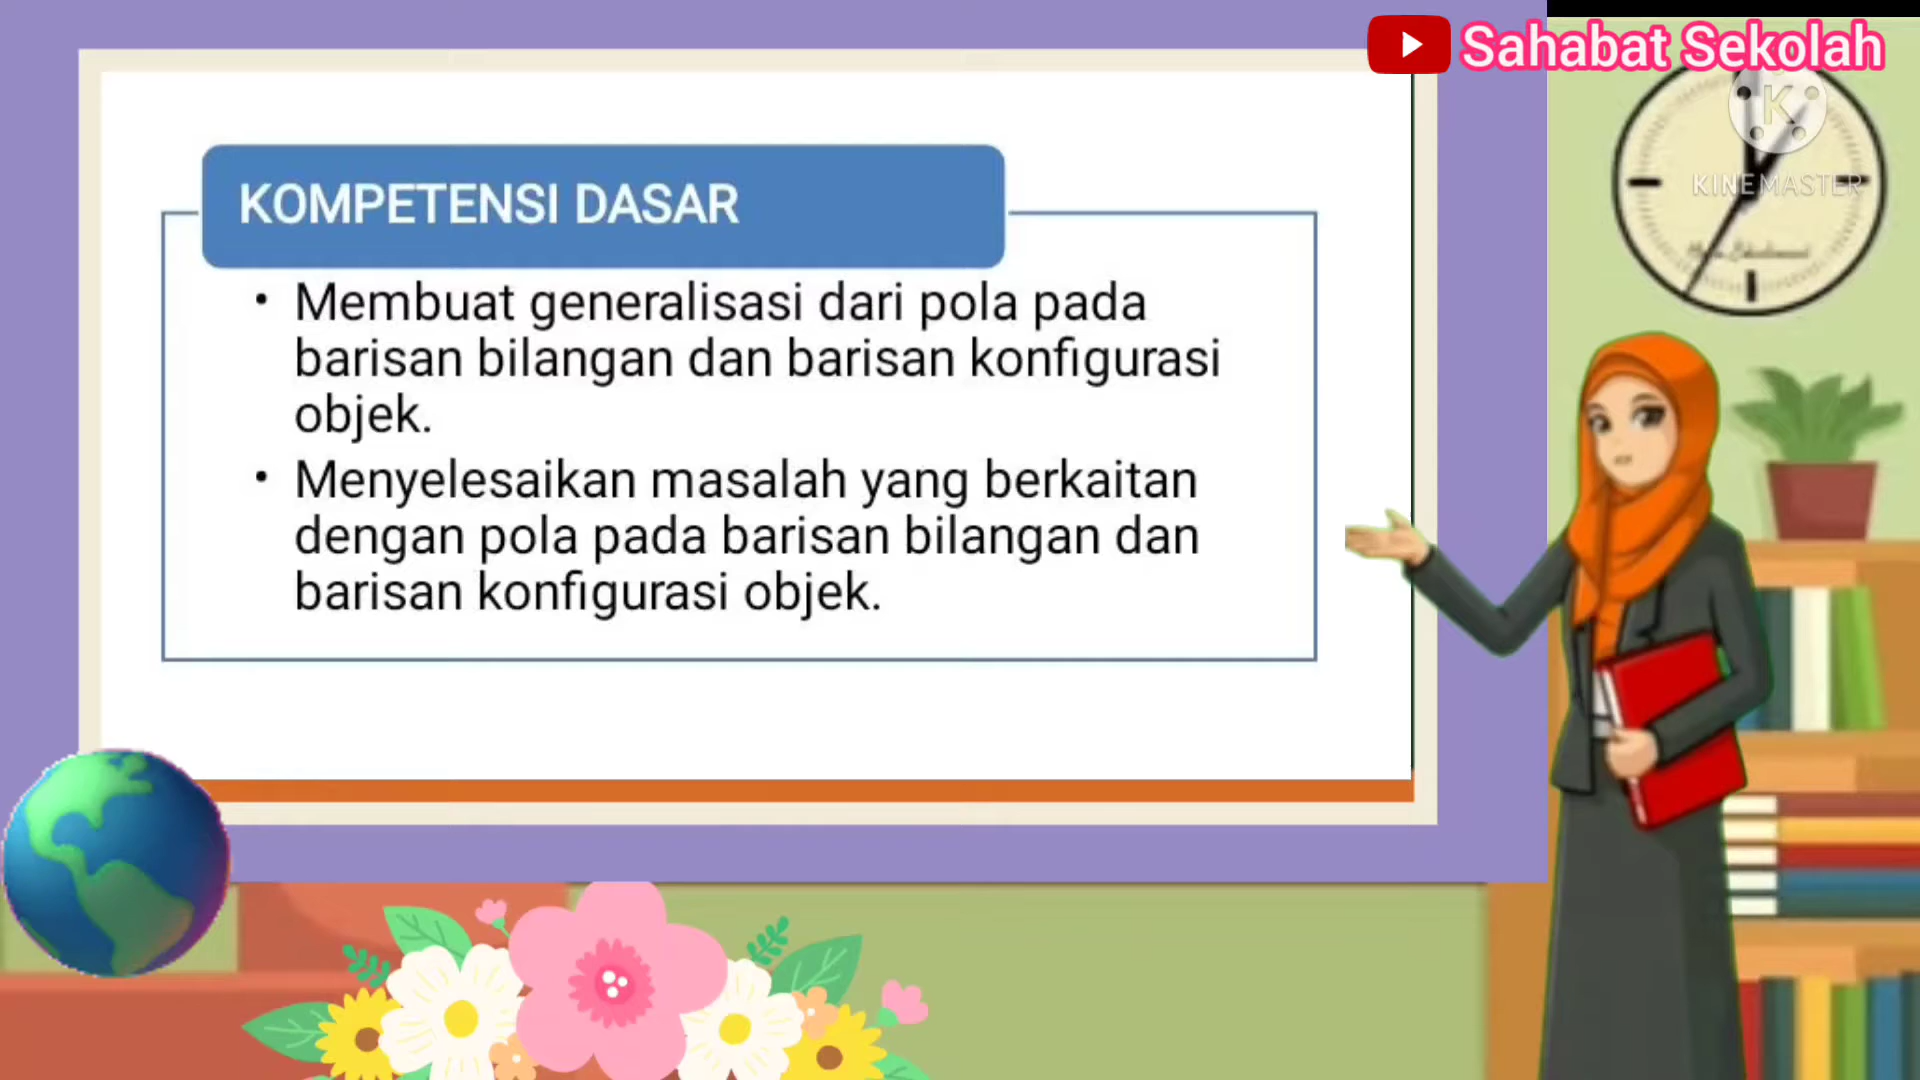 Sahabat Sekolah
KINEMASTER
KOMPETENSI DASAR
• Membuat generalisasi dari pola pada
barisan bilangan dan barisan konfigurasi
objek.
• Menyelesaikan masalah yang berkaitan
dengan pola pada barisan bilangan dan
barisan konfigurasi objek.